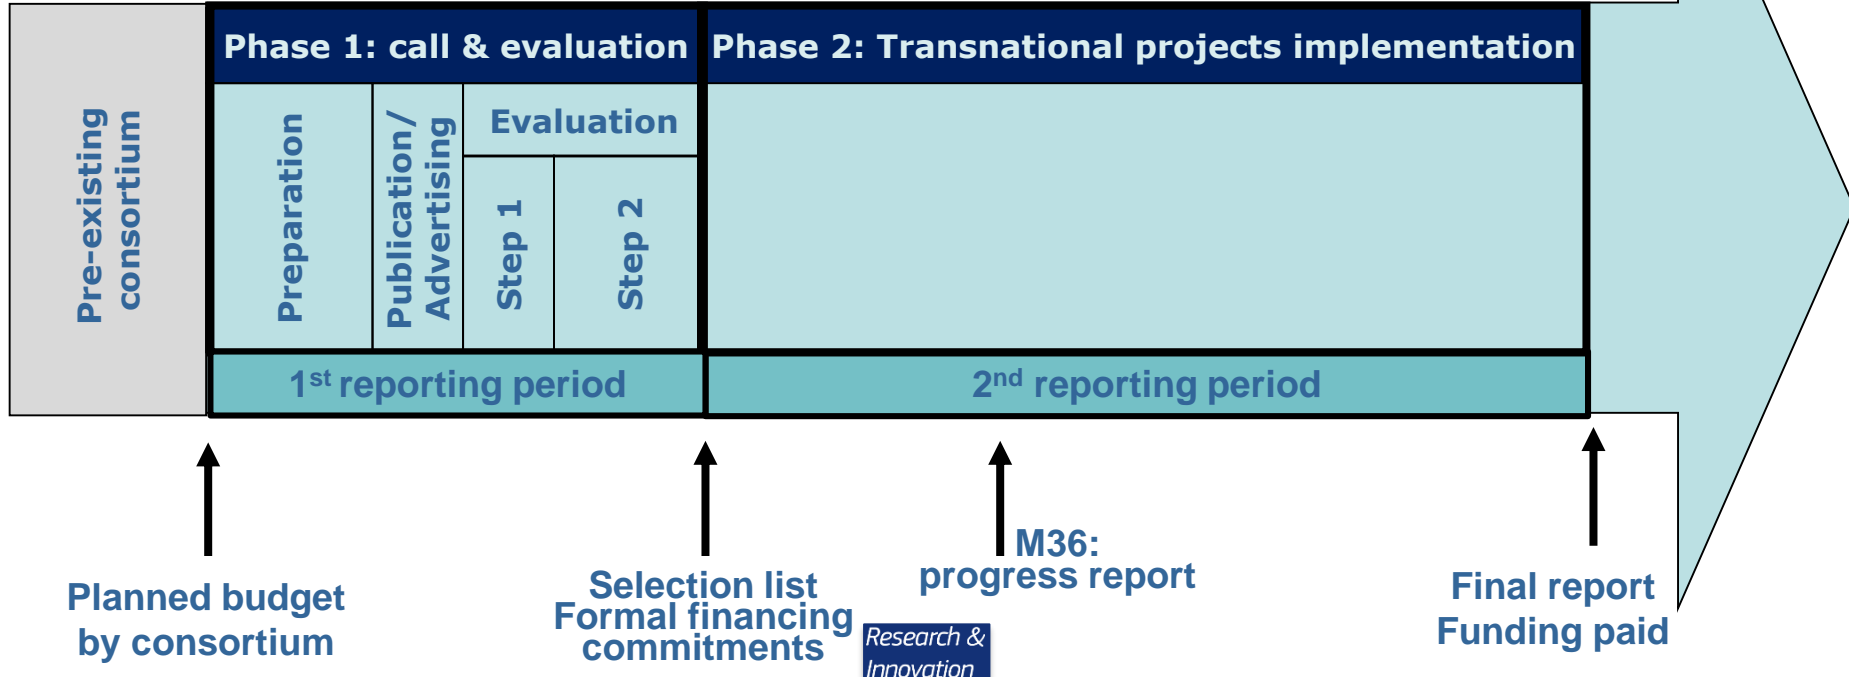 Phase 1: call & evaluation
Phase 2: Transnational projects implementation
Pre-existing
consortium
Preparation
Publication/
Advertising
Evaluation
Step 1
Step 2
1st reporting period
2nd reporting period
Planned budget
by consortium
Selection list
Formal financing
commitments
M36:
progress report
Final report
Funding paid
Research &
Innovation